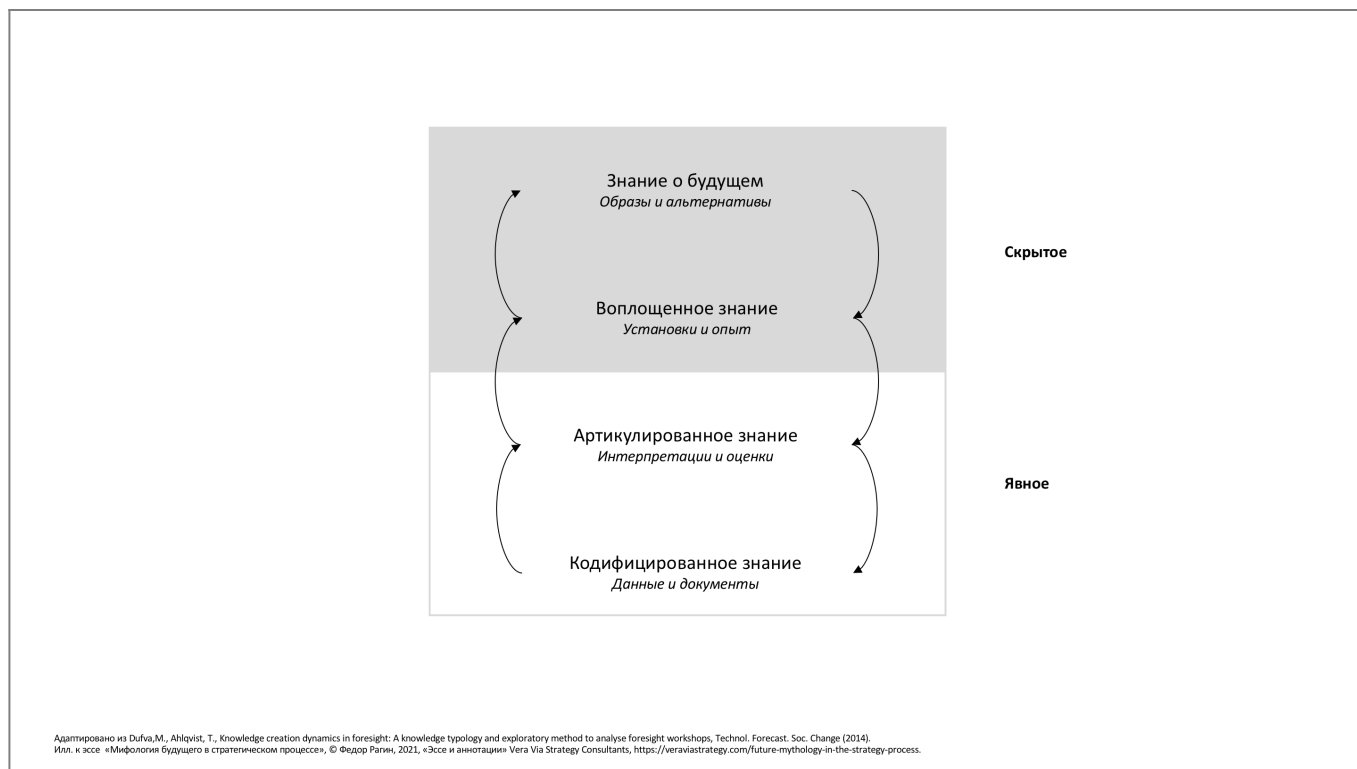 Знание о будущем
Образы и альтернативы
Скрытое
Воплощенное знание
Установки и опыт
Артикулированное знание
Интерпретации и оценки
Явное
Кодифицированное знание
Данные и документы
Адаптировано из Dufva,M., Ahlqvist, T., Knowledge creation dynamics in foresight: A knowledge typology and exploratory method to analyse foresight workshops, Technol. Forecast. Soc. Change (2014).
Илл. к эссе «Мифология будущего в стратегическом процессе», © Федор Рагин, 2021, «Эссе и аннотации» Vera Via Strategy Consultants, https://veraviastrategy.com/future-mythology-in-the-strategy-process.